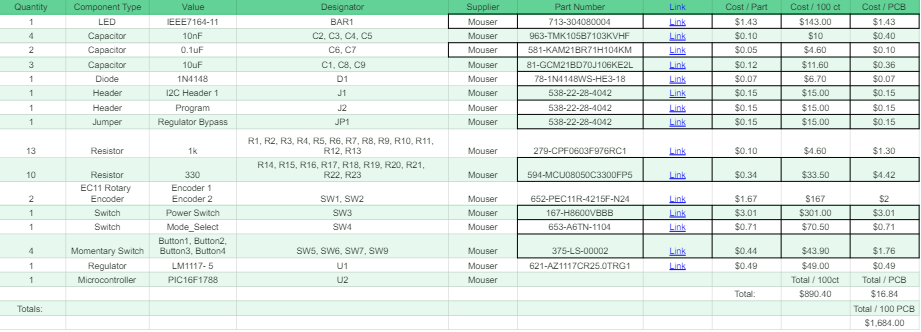 Quantity Component Type Value Designator Supplier Part Number Link Cost / Part Cost / 100 ct Cost / PCB
1 LED IEEE7164-11 BAR1 Mouser 713-304080004 Link $1.43 $143.00 $1.43
4 Capacitor 10nF C2, C3, C4, C5 Mouser 963-TMK105B7103KVHF Link $0.10 $10 $0.40
2 Capacitor 0.1uF C6, C7 Mouser 581-KAM21BR71H104KM Link $0.05 $4.60 $0.10
3 Capacitor 10uF C1, C8, C9 Mouser 81-GCM21BD70J106KE2L Link $0.12 $11.60 $0.36
1 Diode 1N4148 D1 Mouser 78-1N4148WS-HE3-18 Link $0.07 $6.70 $0.07
1 Header I2C Header 1 J1 Mouser 538-22-28-4042 Link $0.15 $15.00 $0.15
1 Header Program J2 Mouser 538-22-28-4042 Link $0.15 $15.00 $0.15
1 Jumper Regulator Bypass JP1 Mouser 538-22-28-4042 Link $0.15 $15.00 $0.15
R1, R2, R3, R4, R5, R6, R7, R8, R9, R10, R11,
13 Resistor 1k R12, R13 Mouser 279-CPF0603F976RC1 Link $0.10 $4.60 $1.30
R14, R15, R16, R17, R18, R19, R20, R21,
10 Resistor 330 R22, R23 Mouser 594-MCU08050C3300FP5 Link $0.34 $33.50 $4.42
EC11 Rotary Encoder 1
2 Encoder Encoder 2 SW1, SW2 Mouser 652-PEC11R-4215F-N24 Link $1.67 $167 $2
1 Switch Power Switch SW3 Mouser 167-H8600VBBB Link $3.01 $301.00 $3.01
1 Switch Mode_Select SW4 Mouser 653-A6TN-1104 Link $0.71 $70.50 $0.71
Button1, Button2,
4 Momentary Switch Button3, Button4 SW5, SW6, SW7, SW9 Mouser 375-LS-00002 Link $0.44 $43.90 $1.76
1 Regulator LM1117- 5 U1 Mouser 621-AZ1117CR25.0TRG1 Link $0.49 $49.00 $0.49
1 Microcontroller PIC16F1788 U2 Mouser Total / 100ct Total / PCB
Total: $890.40 $16.84
Totals: Total / 100 PCB
$1,684.00